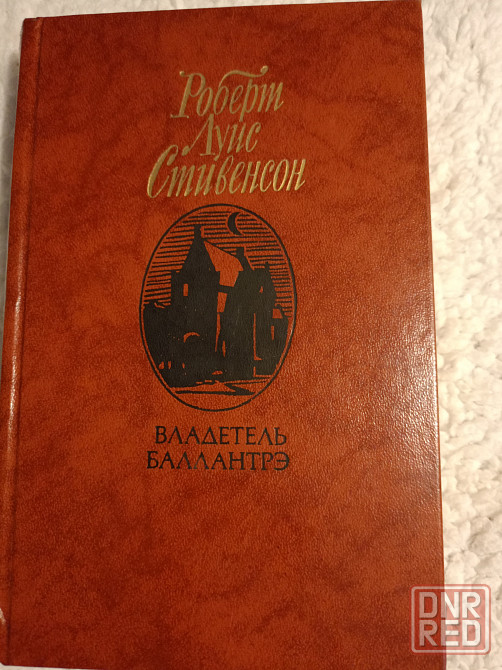 Роберт
Луис
Стивенсон
ВЛАДЕТЕЛЬ
БАЛЛАНТРЭ
DNR
RED